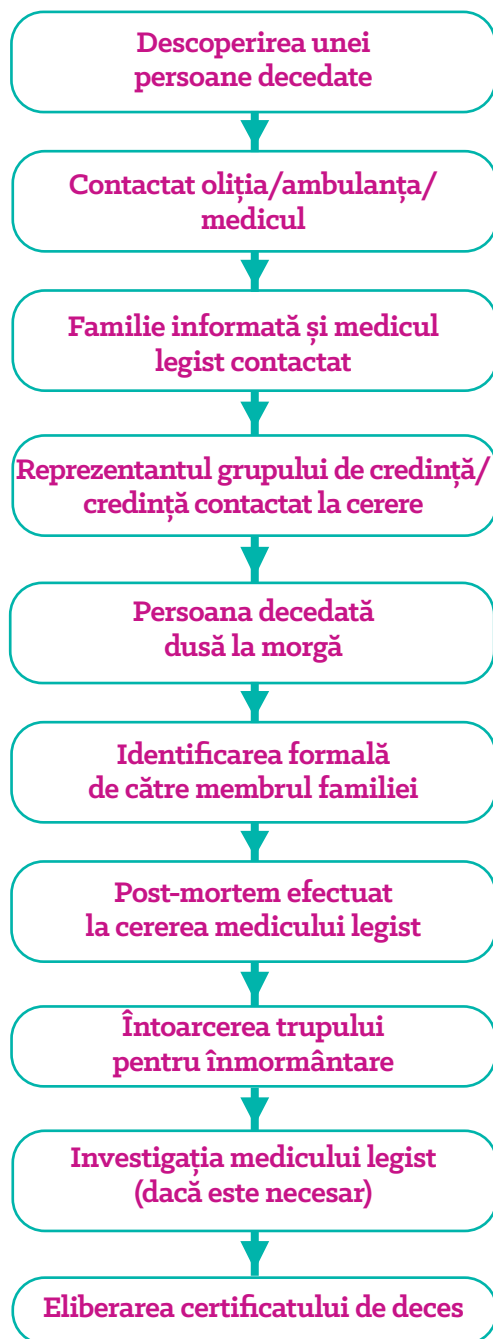 Descoperirea unei
persoane decedate
Contactat oliția/ambulanța/
medicul
Familie informată și medicul
legist contactat
Reprezentantul grupului de credință/
credință contactat la cerere
Persoana decedată
dusă la morgă
Identificarea formală
de către membrul familiei
Post-mortem efectuat
la cererea medicului legist
Întoarcerea trupului
pentru înmormântare
Investigația medicului legist
(dacă este necesar)
Eliberarea certificatului de deces